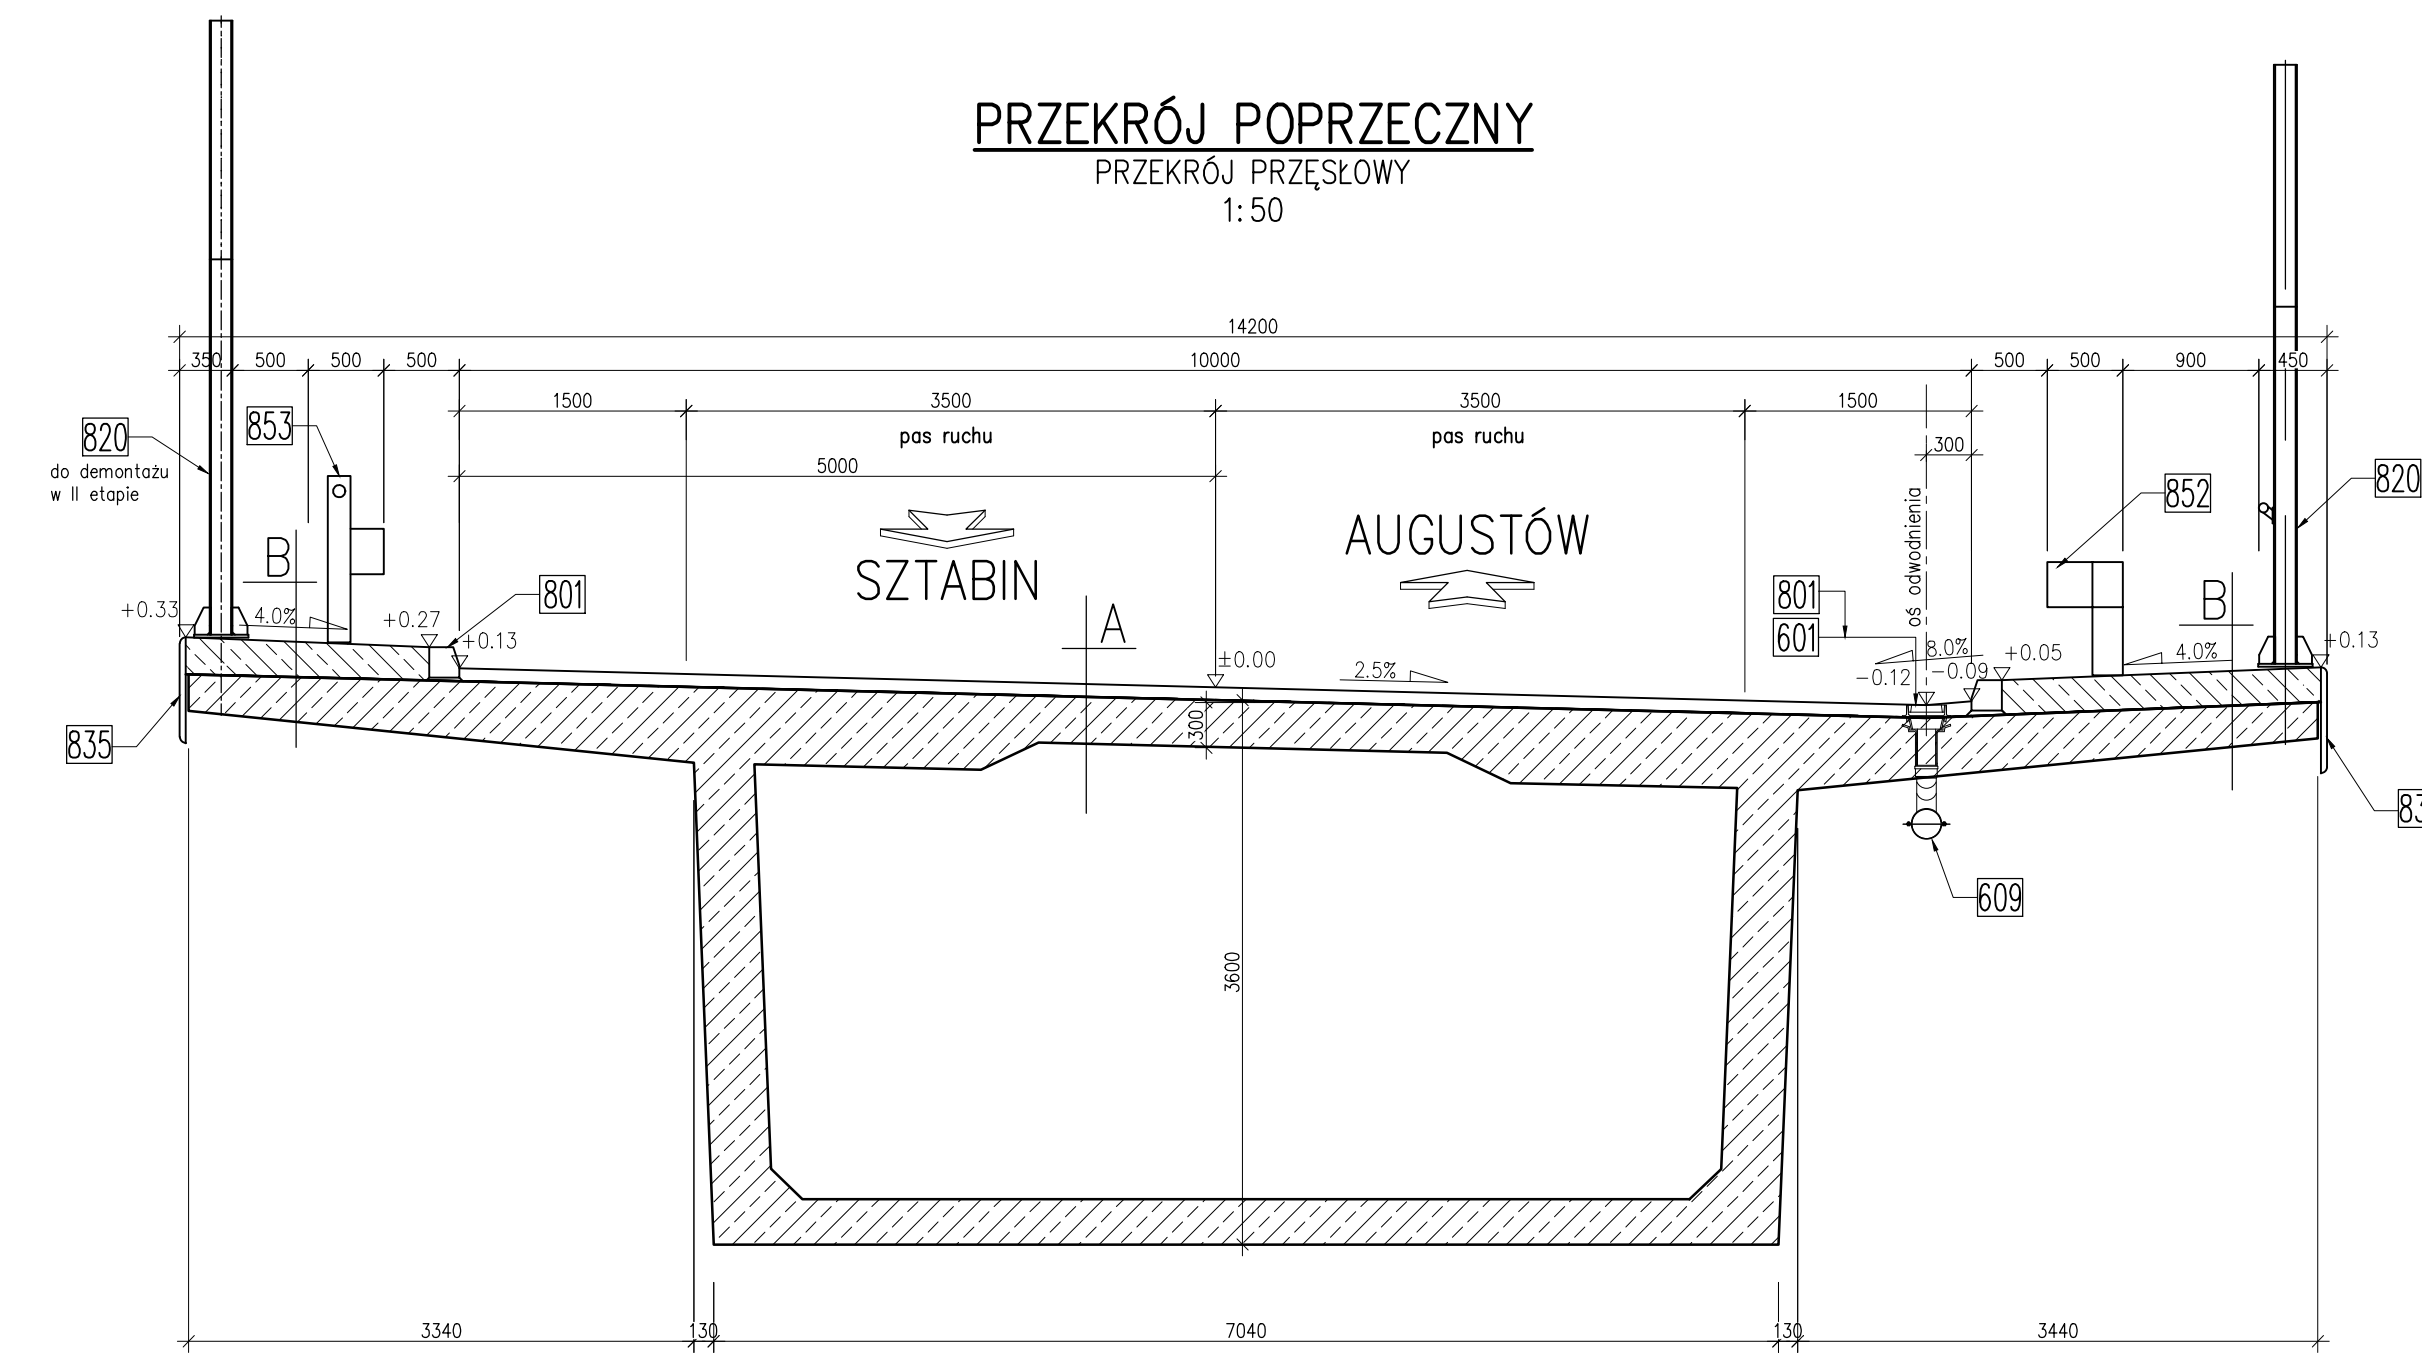 PRZEKRÓJ POPRZECZNY
PRZEKRÓJ PRZĘSŁOWY
1:50
14200
350 500 500 500 10000 500 500 900 450
1500 3500 3500 1500
pas ruchu pas ruchu
300
5000
820
do demontażu
w II etapie
853
820
852
oś odwodnienia
AUGUSTÓW
SZTABIN
B
801
801
601
B
A
+0.33
4.0%
+0.27
+0.13
±0.00
2.5%
8.0%
-0.12
-0.09
+0.05
4.0%
+0.13
300
835
83
609
3600
3340 130 7040 130 3440